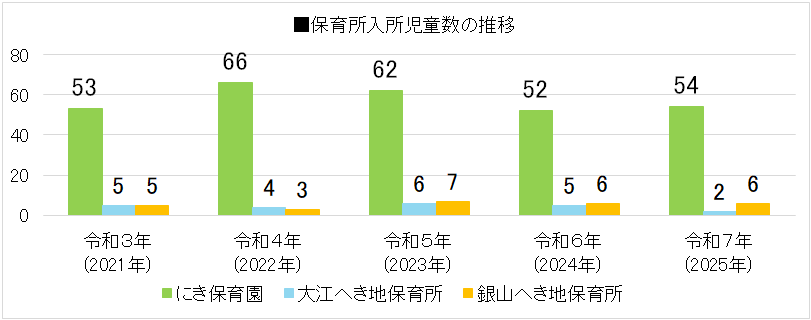 ■保育所入所児童数の推移
80
60
40
20
0
53
5
5
66
4
3
62
6
7
52
5
6
54
2
6
令和３年
(2021年)
令和４年
(2022年)
令和５年
(2023年)
令和６年
(2024年)
令和７年
(2025年)
にき保育園 大江へき地保育所 銀山へき地保育所